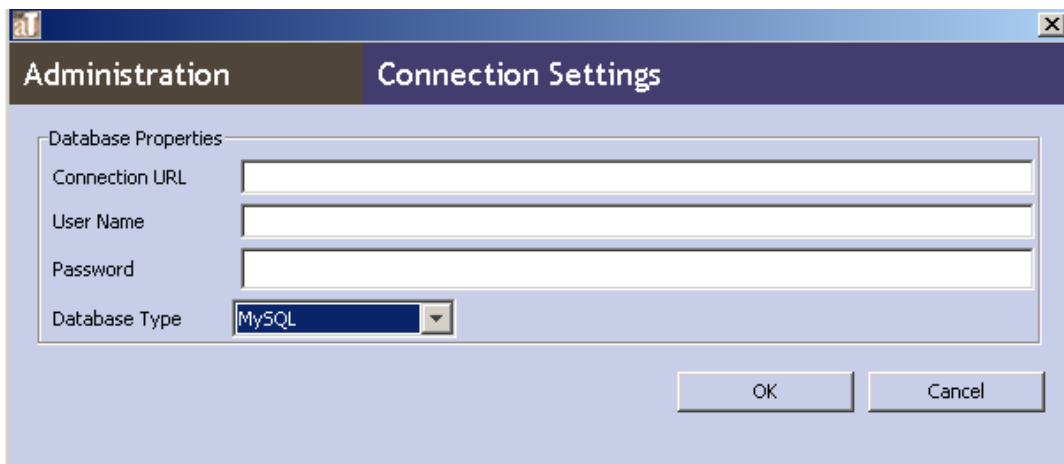 aT
Administration Connection Settings
Database Properties
Connection URL
User Name
Password
Database Type MySQL
OK Cancel